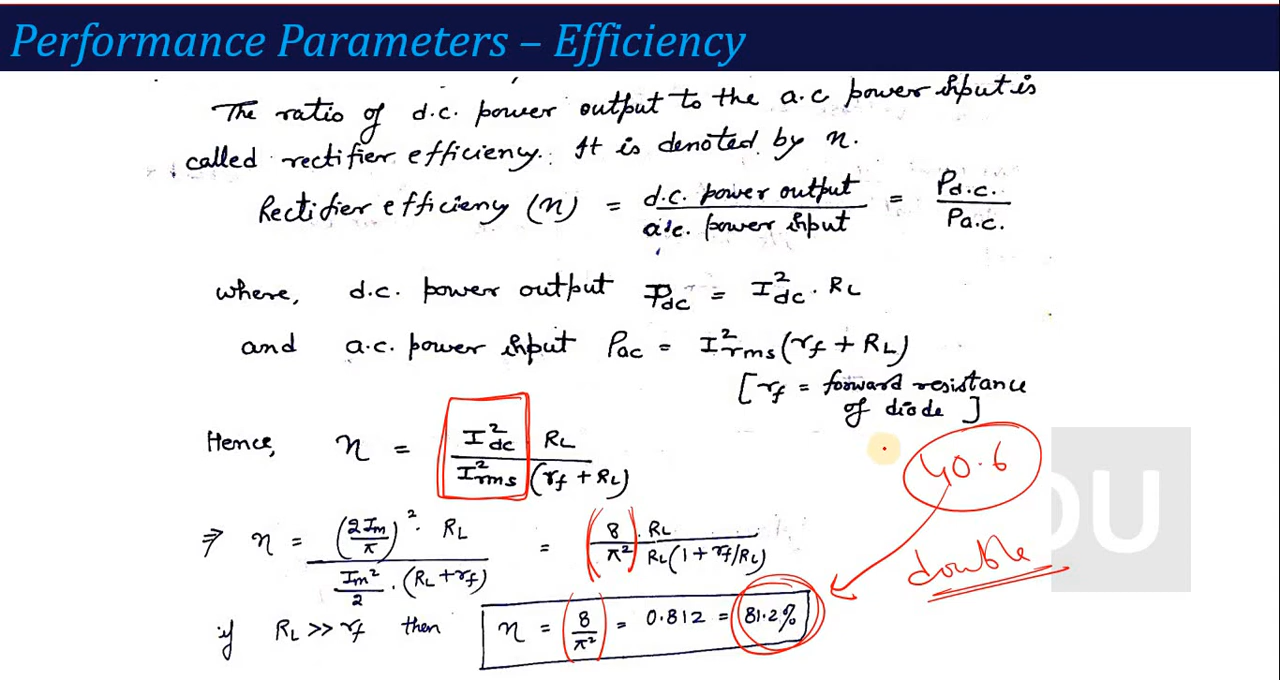 Performance Parameters – Efficiency
The ratio of d.c. power output to the a.c power input is
called rectifier efficiency. It is denoted by η.
Rectifier efficieny (η) = d.c. power output / a.c. power input = Pd.c. / Pa.c.
where, d.c. power output Pdc = I²dc . RL
and a.c. power input Pac = I²rms (rf + RL)
[rf = forward resistance
of diode]
Hence, η = I²dc RL / I²rms (rf + RL)
40.6
⇒ η = (2Im/π)² . RL / Im²/2 . (RL + rf) = (8/π²) . RL / RL(1 + rf/RL)
double
if RL >> rf then η = (8/π²) = 0.812 = 81.2%
OU